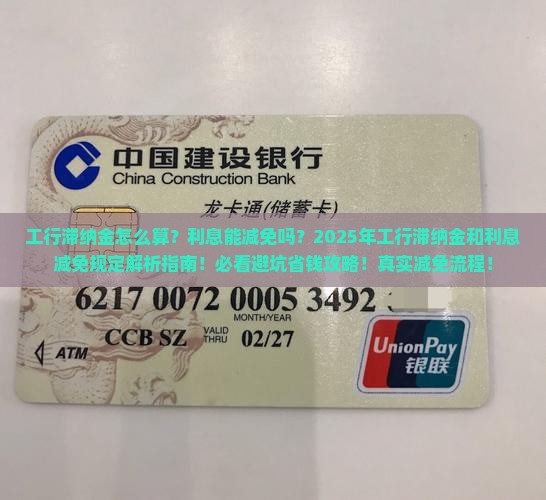 中国建设银行
China Construction Bank
龙卡通(储蓄卡)
工行滞纳金怎么算？利息能减免吗？2025年工行滞纳金和利息
减免规定解析指南！必看避坑省钱攻略！真实减免流程！
6217 0072 0005 3492
MONTH/YEAR
CCB SZ VALID THRU 02/27
ATM
UnionPay
银联